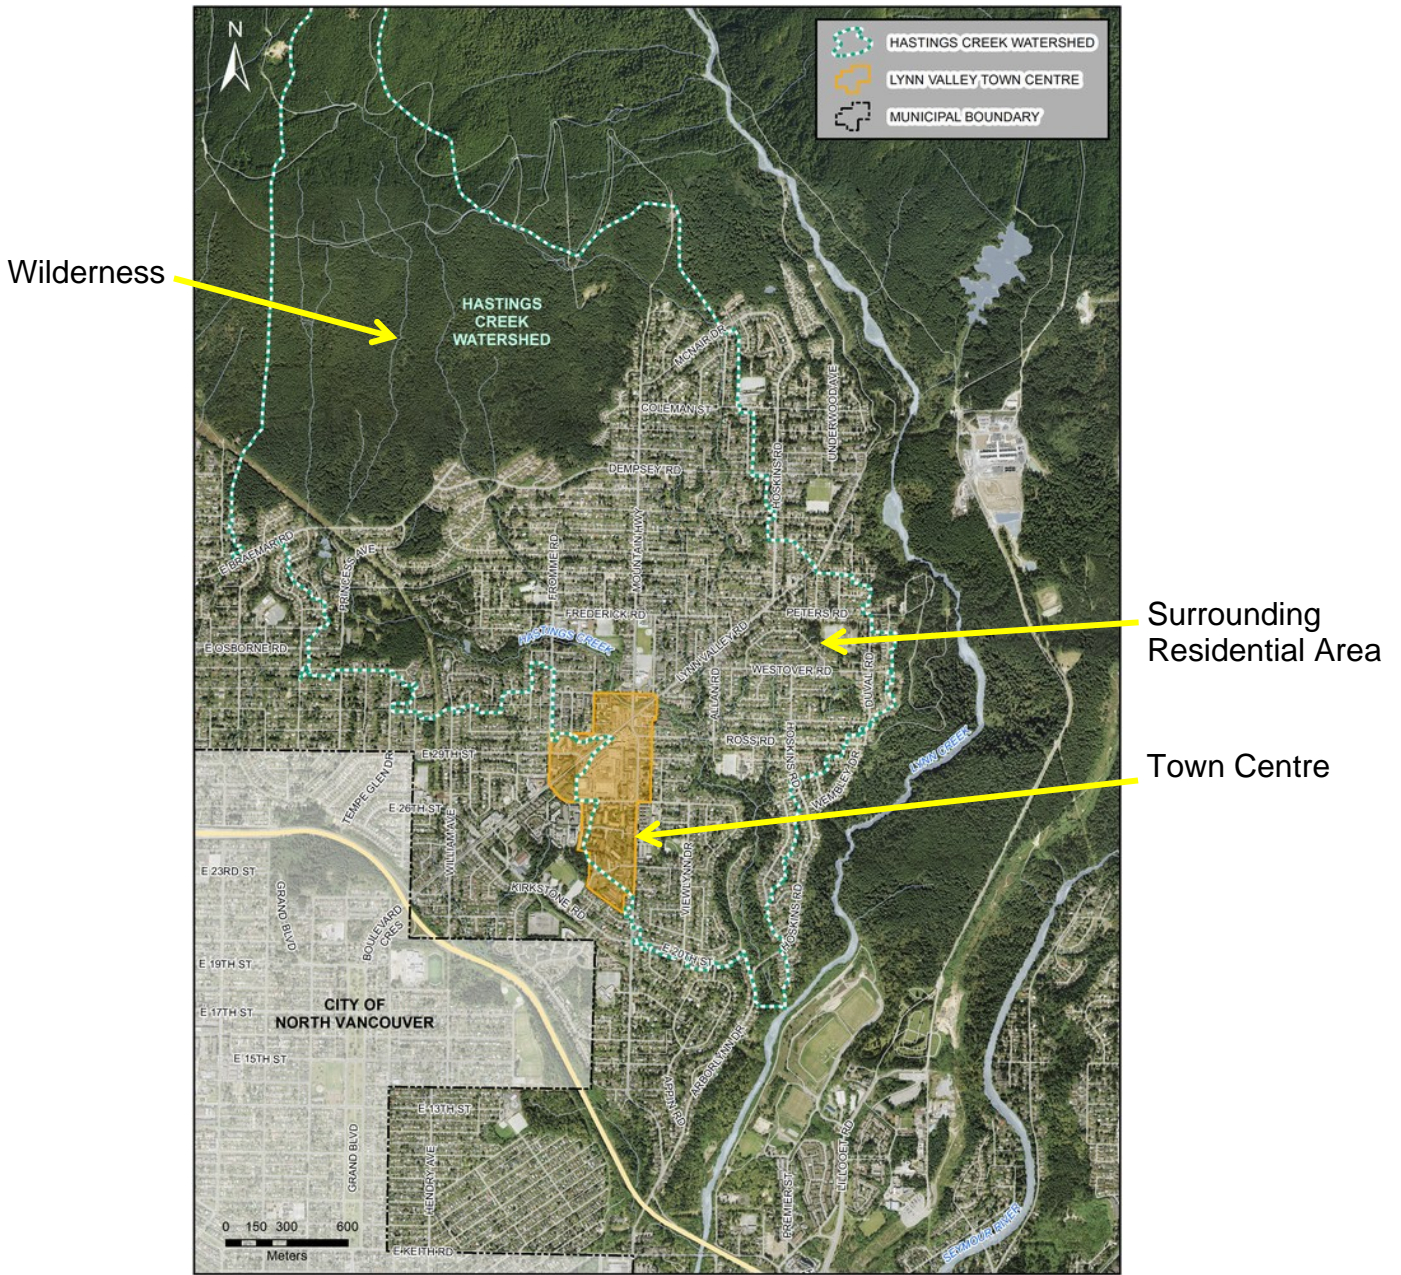 N
HASTINGS CREEK WATERSHED
LYNN VALLEY TOWN CENTRE
MUNICIPAL BOUNDARY
Wilderness
HASTINGS
CREEK
WATERSHED
MCNAIR DR
COLEMAN ST
UNDERWOOD AVE
DEMPSEY RD
HOSKINS RD
MOUNTAIN HWY
E BRAEMAR RD
PRINCESS AVE
FROMME RD
FREDERICK RD
PETERS RD
HASTINGS CREEK
LYNN VALLEY RD
E OSBORNE RD
WESTOVER RD
ALLAN RD
DUVAL RD
Surrounding
Residential Area
ROSS RD
HOSKINS RD
LYNN CREEK
E 29TH ST
TEMPE GLEN DR
WEMBLEY DR
Town Centre
E 26TH ST
WILLIAM AVE
E 23RD ST
GRAND BLVD
KIRKSTONE RD
VIEWLYNN DR
BOULEVARD
CRES
HOSKINS RD
E 20TH ST
E 19TH ST
CITY OF
NORTH VANCOUVER
E 17TH ST
E 15TH ST
ARBORLYNN DR
APPIN RD
E 13TH ST
GRAND BLVD
HENDRY AVE
LILLOOET RD
PREMIER ST
SEYMOUR RIVER
0 150 300 600
Meters
E KEITH RD